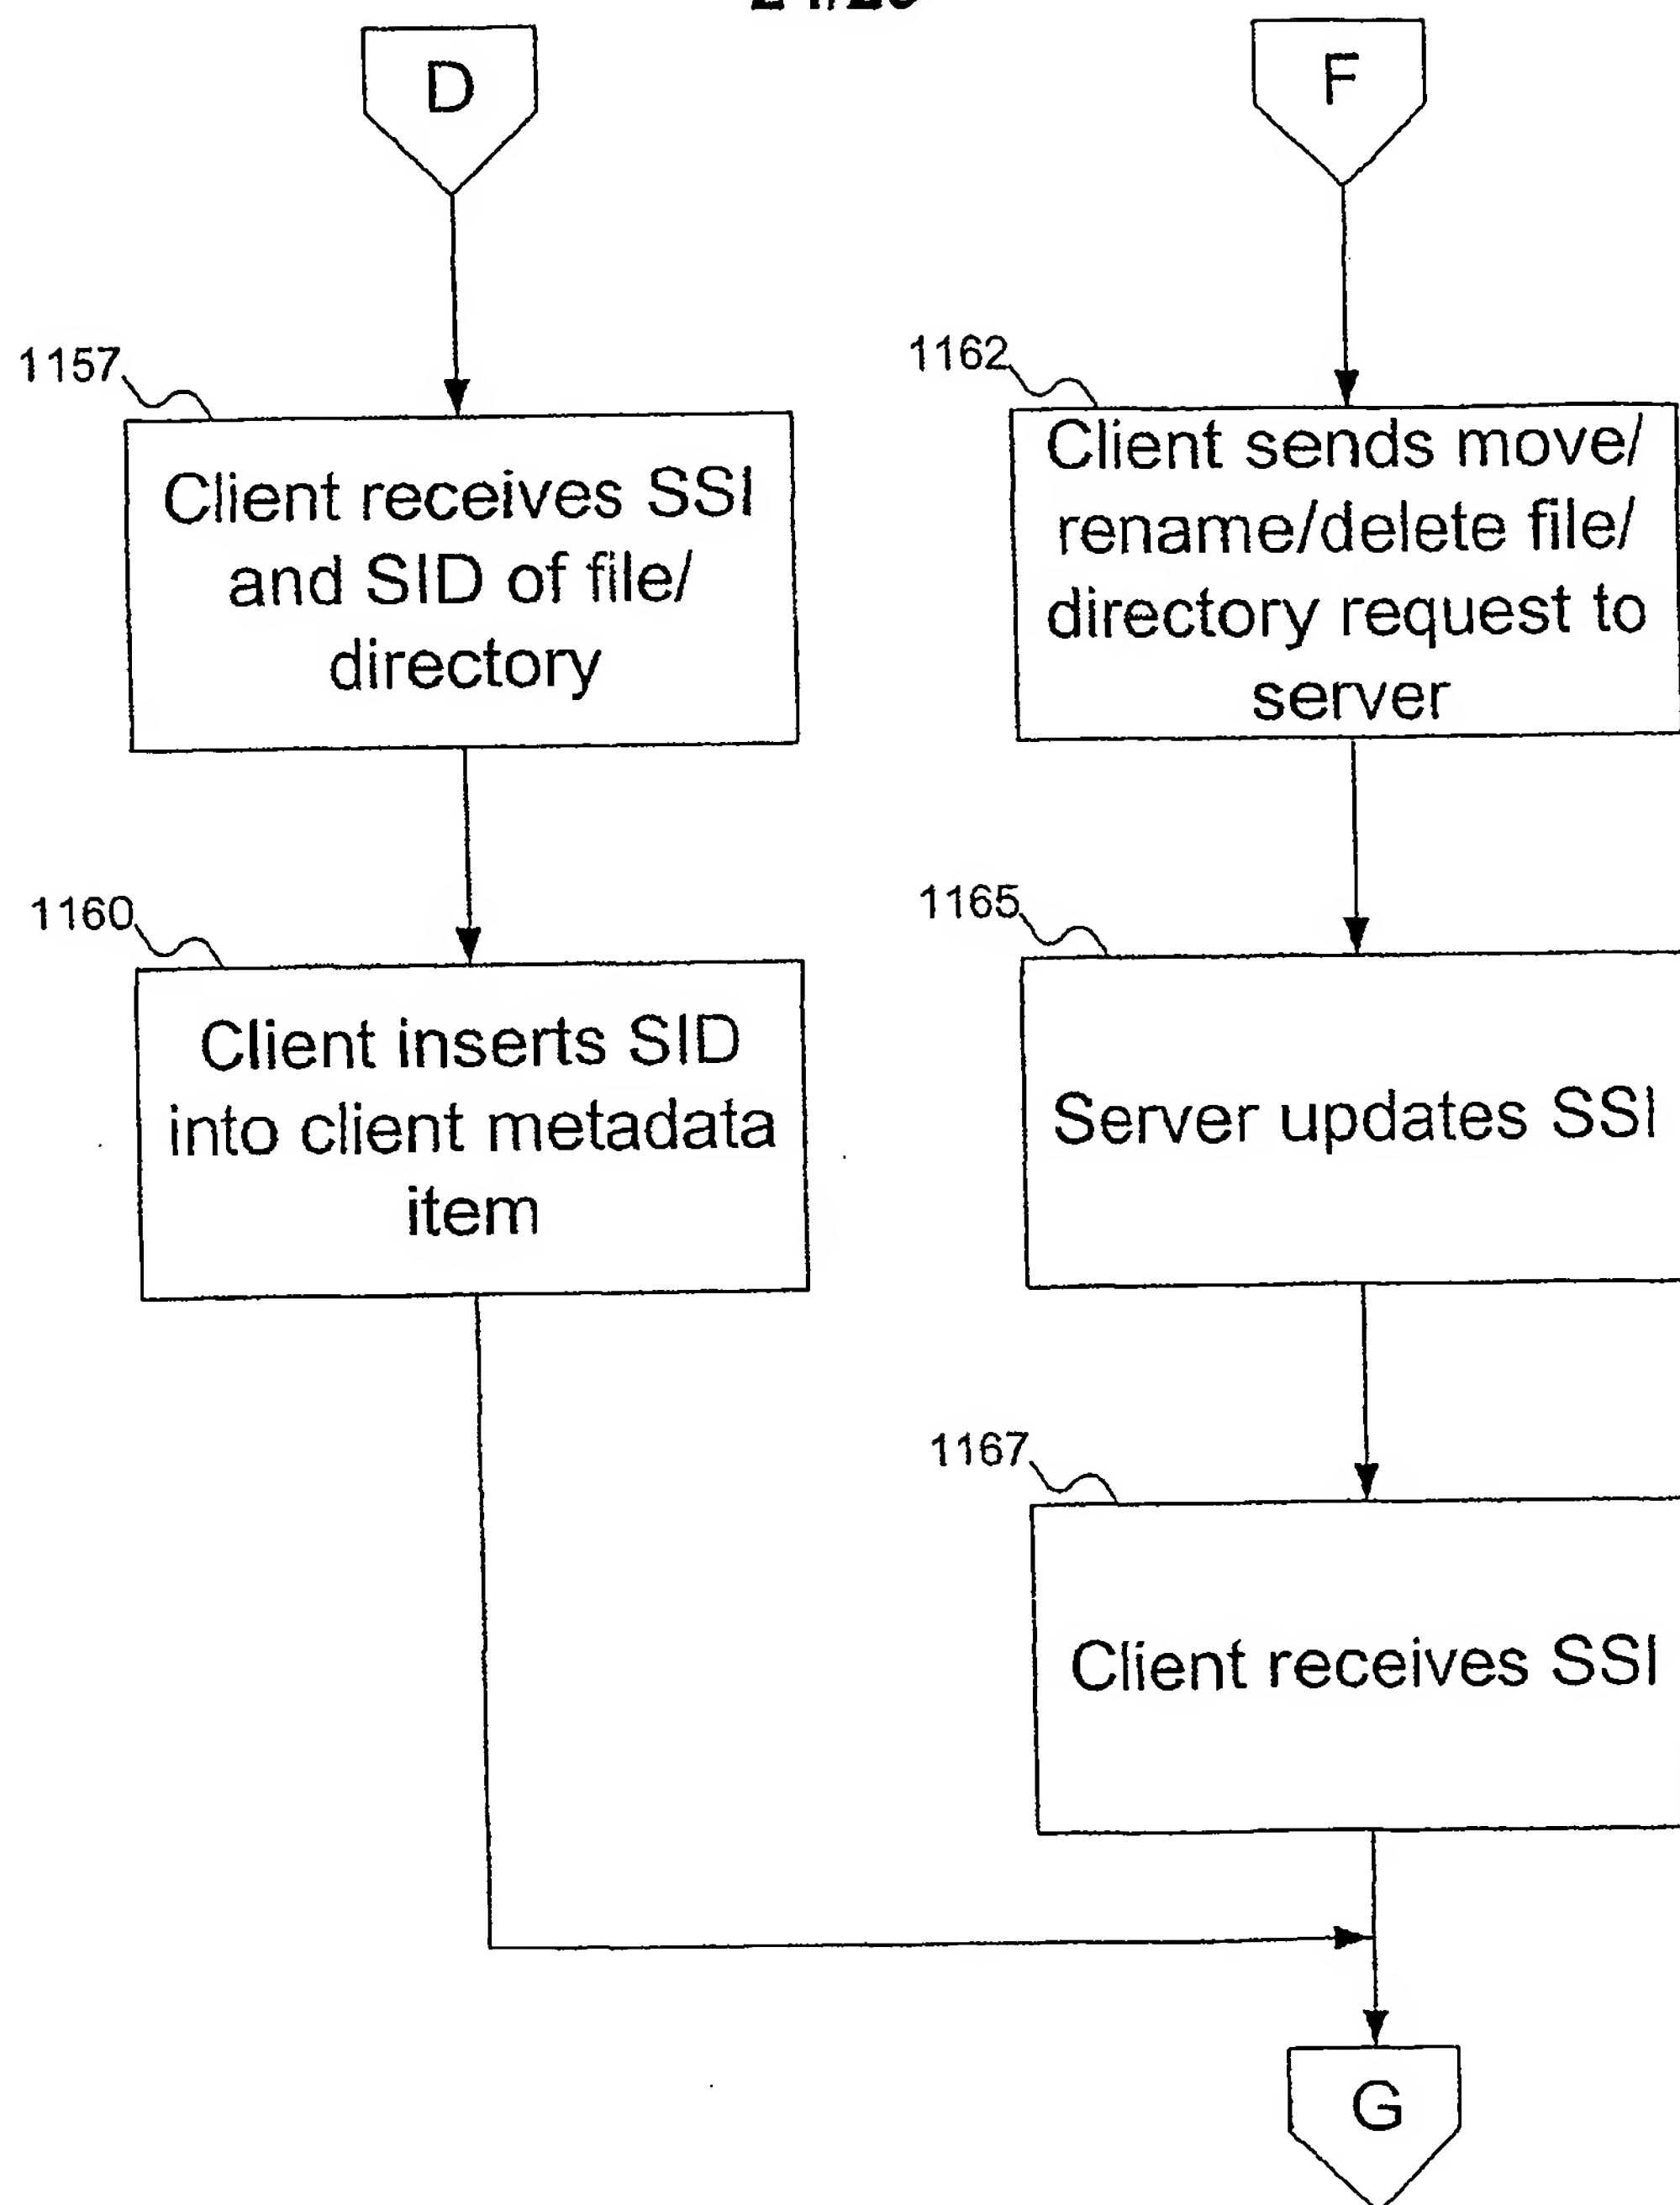 D
F
1157
Client receives SSI
and SID of file/
directory
1162
Client sends move/
rename/delete file/
directory request to
server
1160
Client inserts SID
into client metadata
item
1165
Server updates SSI
1167
Client receives SSI
G